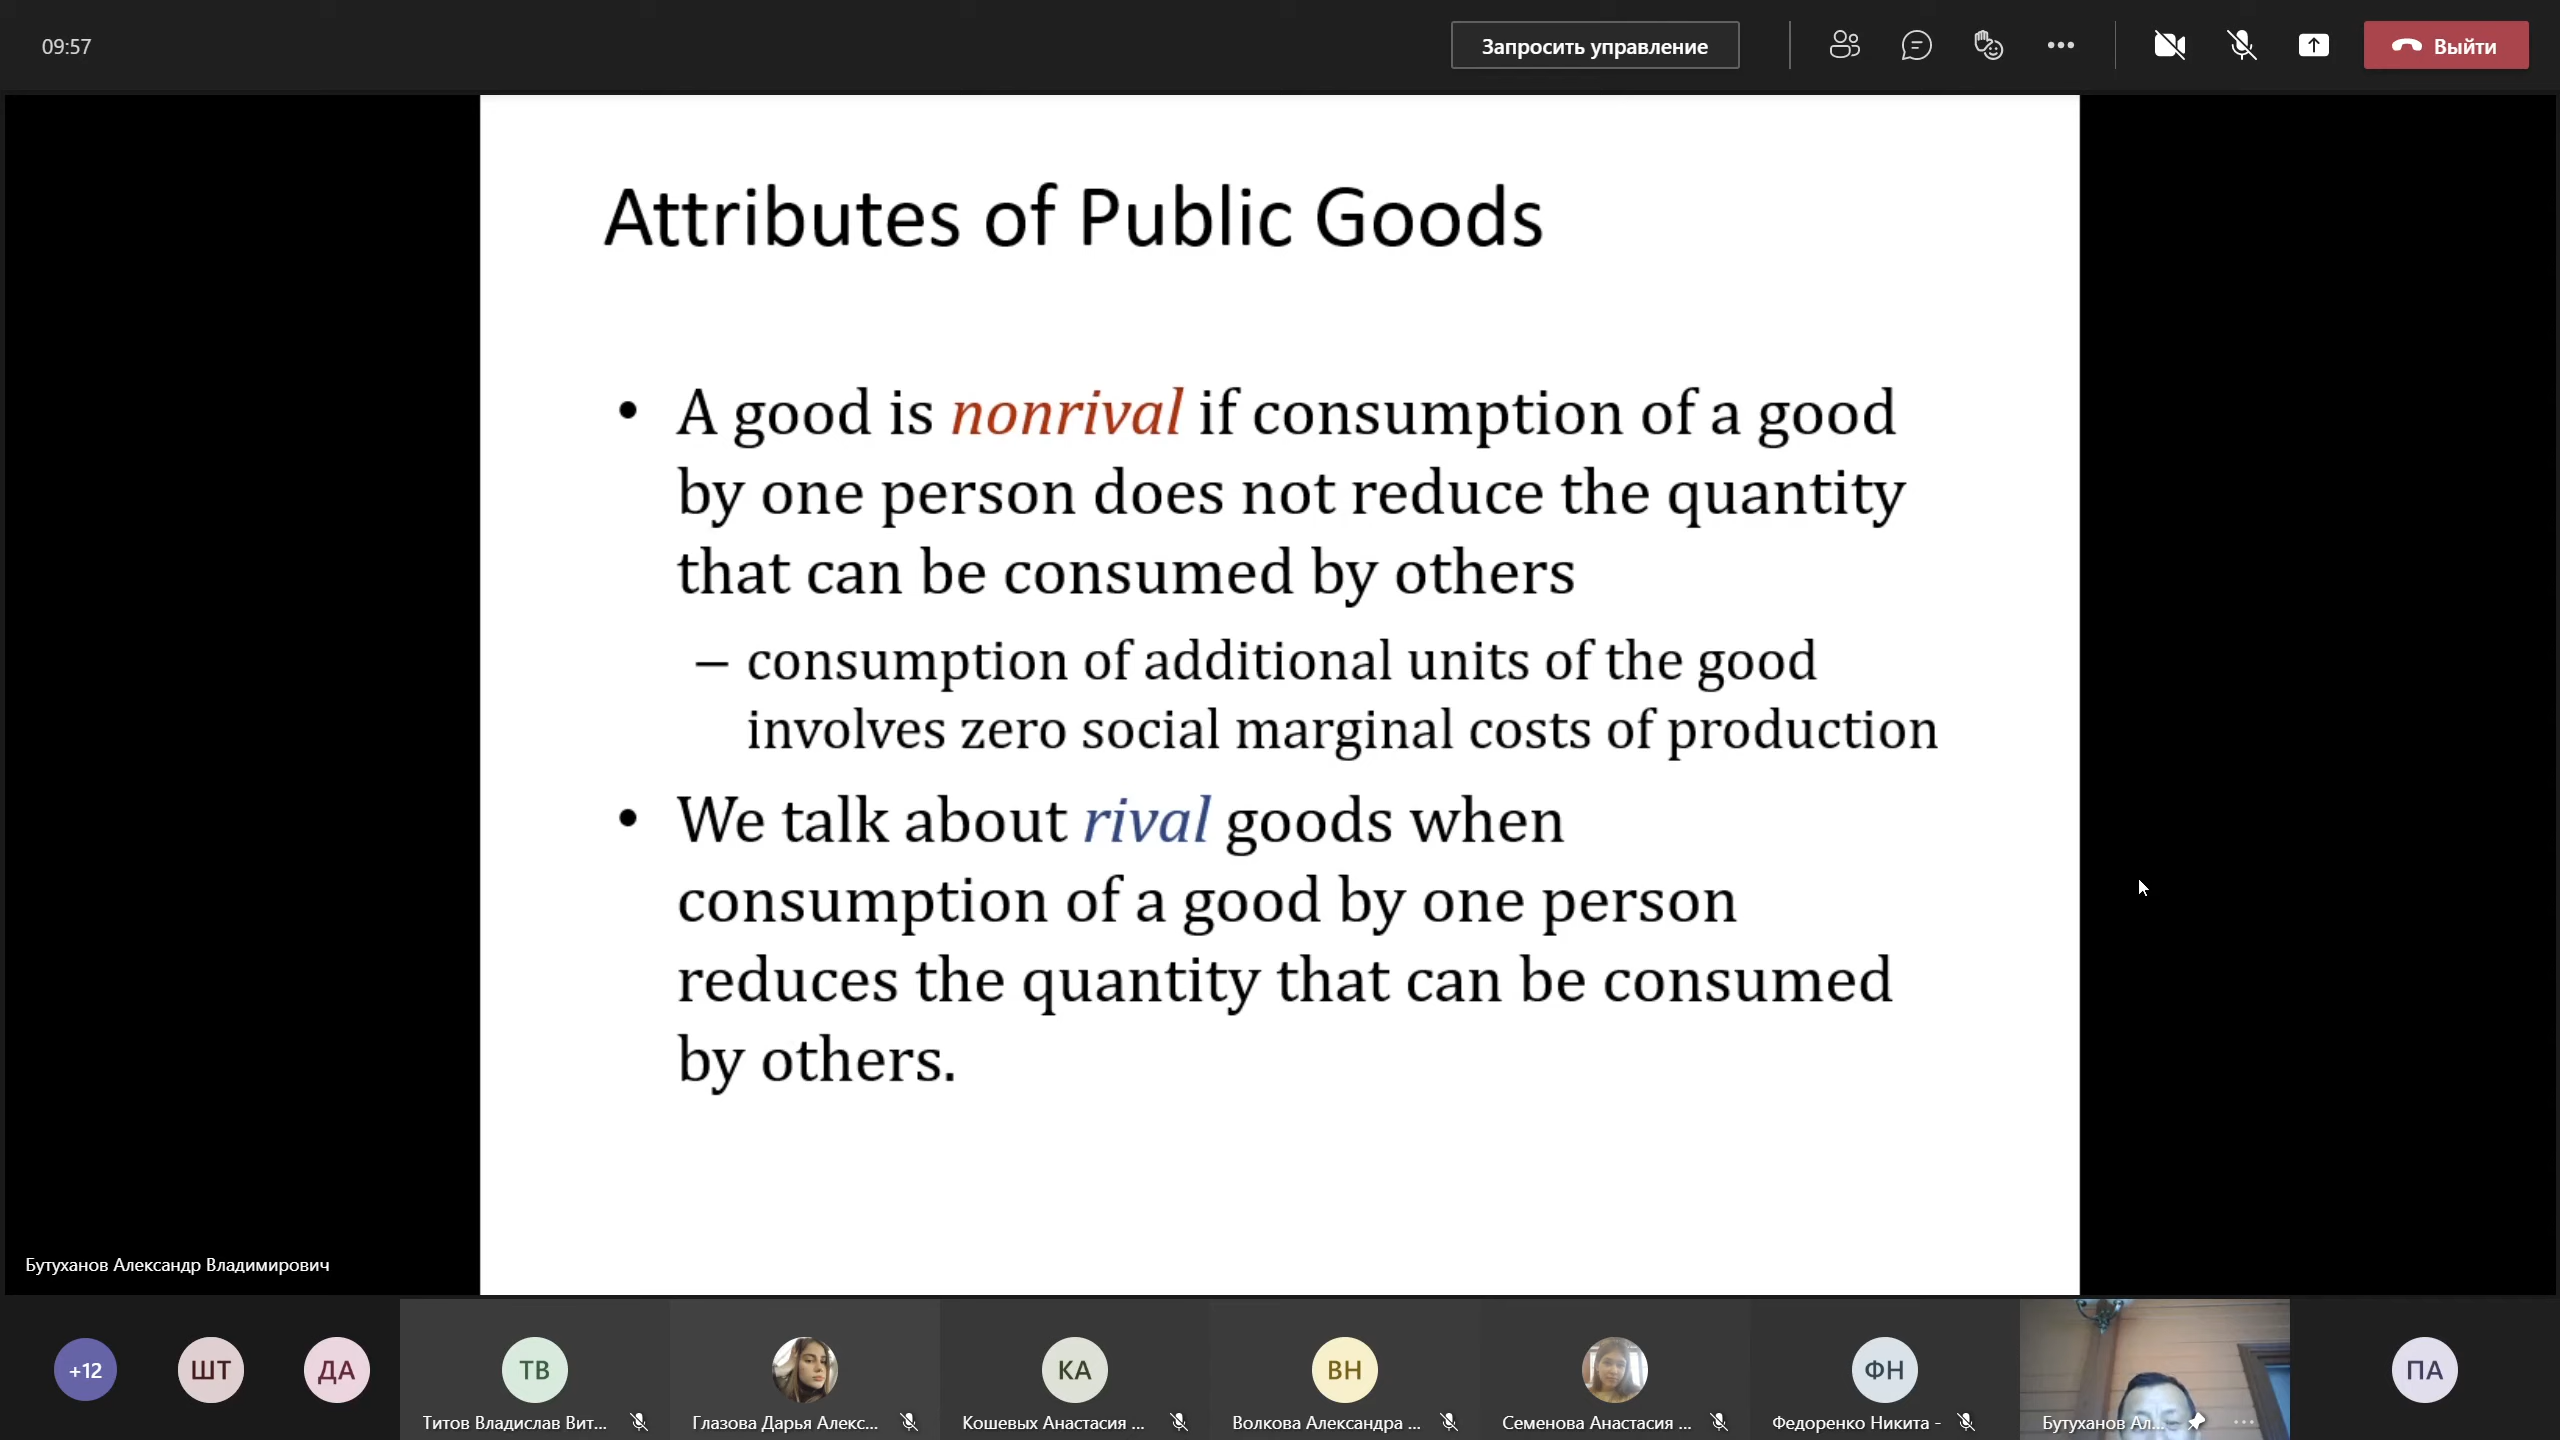 09:57
Запросить управление
Выйти
Attributes of Public Goods
• A good is nonrival if consumption of a good
by one person does not reduce the quantity
that can be consumed by others
– consumption of additional units of the good
involves zero social marginal costs of production
• We talk about rival goods when
consumption of a good by one person
reduces the quantity that can be consumed
by others.
Бутуханов Александр Владимирович
+12
ШТ
ДА
ТВ
КА
ВН
ФН
ПА
Титов Владислав Вит...
Глазова Дарья Алекс...
Кошевых Анастасия ...
Волкова Александра ...
Семенова Анастасия ...
Федоренко Никита -
Бутуханов Ал...